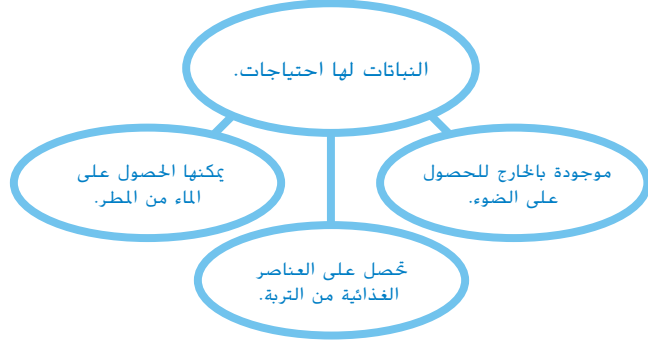 النباتات لها احتياجات.
موجودة بالخارج للحصول
على الضوء.
يمكنها الحصول على
الماء من المطر.
تحصل على العناصر
الغذائية من التربة.